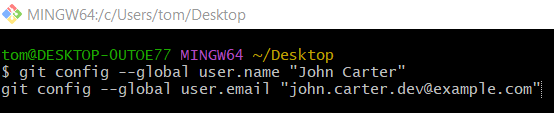 MINGW64:/c/Users/tom/Desktop
tom@DESKTOP-OUTOE77 MINGW64 ~/Desktop
$ git config --global user.name "John Carter"
git config --global user.email "john.carter.dev@example.com"